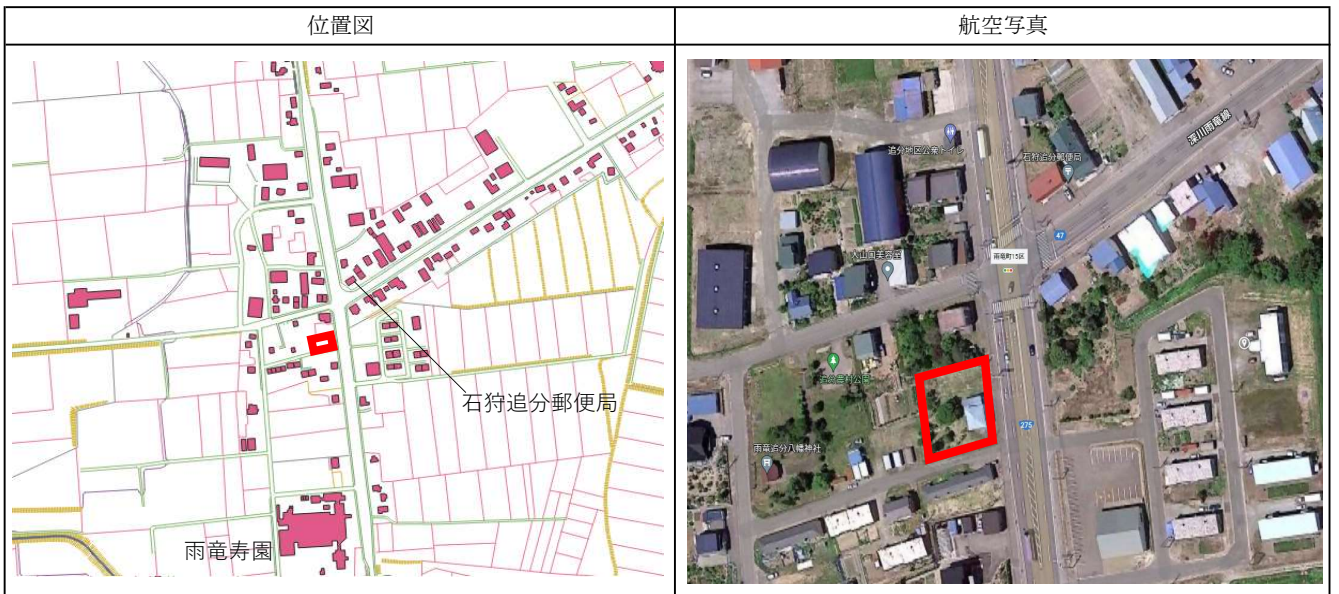 位置図
航空写真
石狩追分郵便局
雨竜寿園
追分地区公衆トイレ
深川雨竜線
石狩追分郵便局
47
雨竜町15区
追分農村公園
275
雨竜追分八幡神社